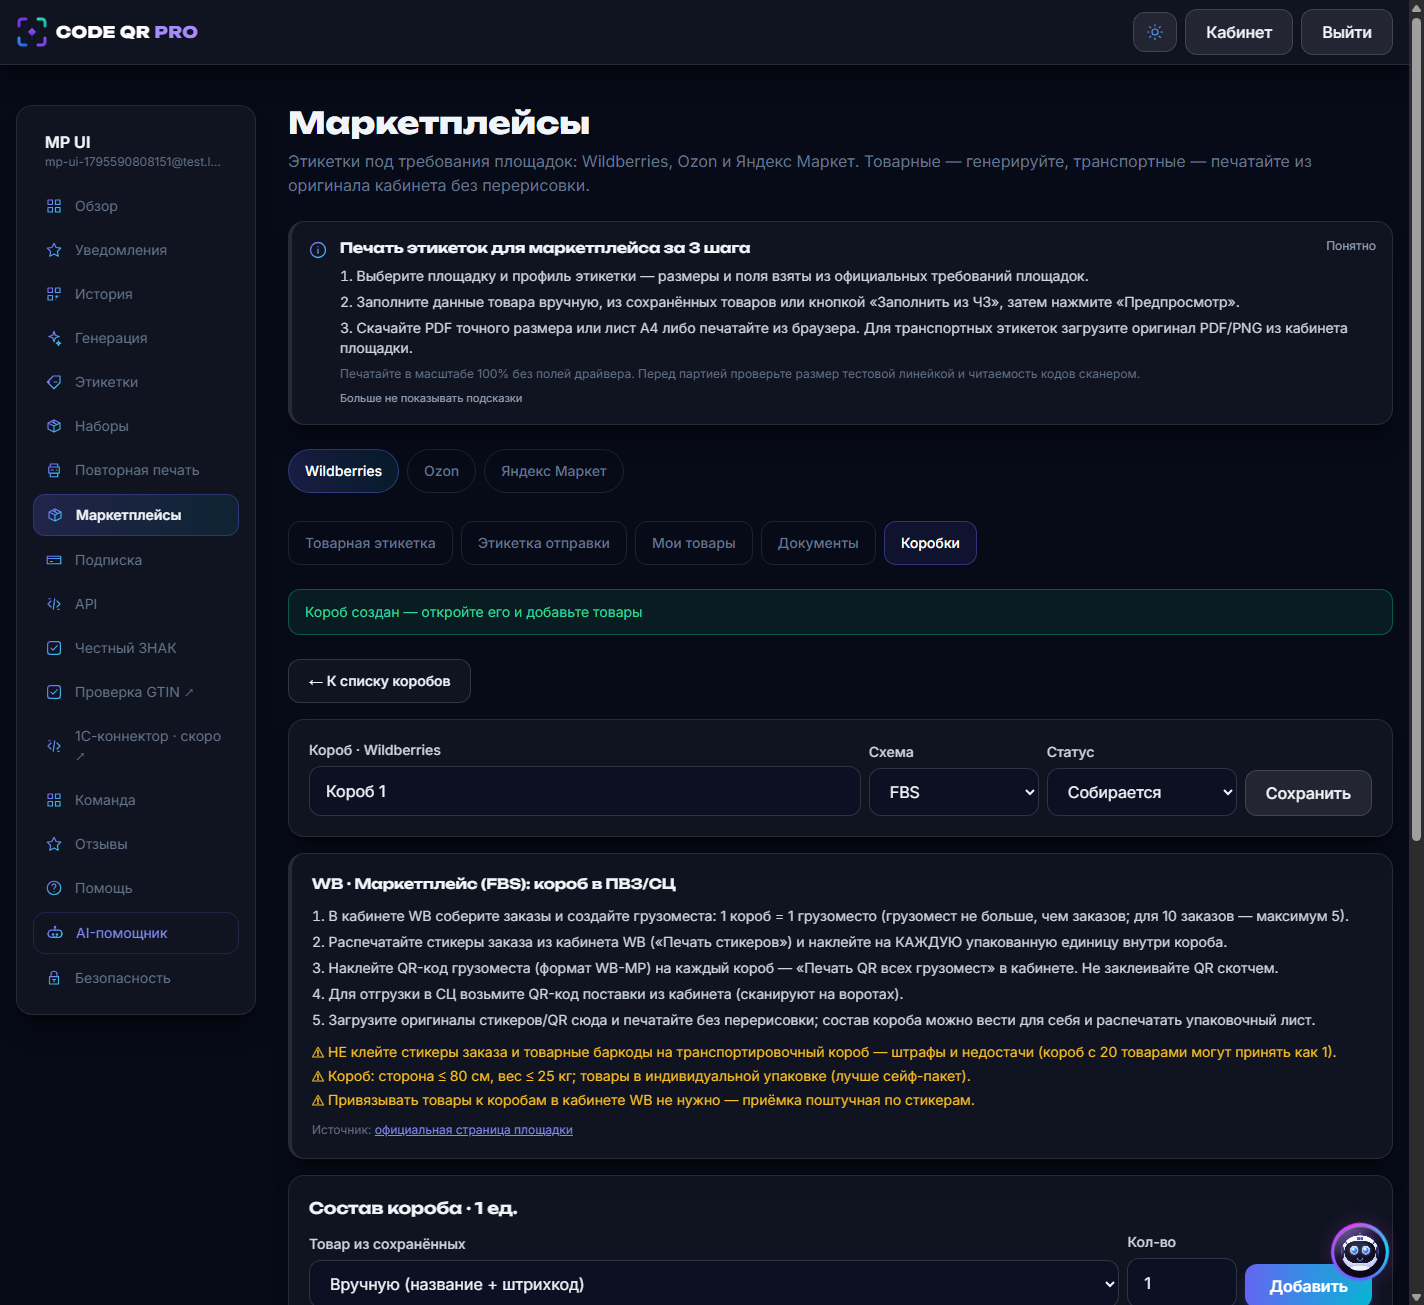 CODE QR PRO
Кабинет
Выйти
MP UI
mp-ui-1795590808151@test.l...
Обзор
Уведомления
История
Генерация
Этикетки
Наборы
Повторная печать
Маркетплейсы
Подписка
API
Честный ЗНАК
Проверка GTIN ↗
1С-коннектор · скоро
↗
Команда
Отзывы
Помощь
AI-помощник
Безопасность
Маркетплейсы
Этикетки под требования площадок: Wildberries, Ozon и Яндекс Маркет. Товарные — генерируйте, транспортные — печатайте из
оригинала кабинета без перерисовки.
Печать этикеток для маркетплейса за 3 шага
Понятно
1. Выберите площадку и профиль этикетки — размеры и поля взяты из официальных требований площадок.
2. Заполните данные товара вручную, из сохранённых товаров или кнопкой «Заполнить из ЧЗ», затем нажмите «Предпросмотр».
3. Скачайте PDF точного размера или лист А4 либо печатайте из браузера. Для транспортных этикеток загрузите оригинал PDF/PNG из кабинета
площадки.
Печатайте в масштабе 100% без полей драйвера. Перед партией проверьте размер тестовой линейкой и читаемость кодов сканером.
Больше не показывать подсказки
Wildberries
Ozon
Яндекс Маркет
Товарная этикетка
Этикетка отправки
Мои товары
Документы
Коробки
Короб создан — откройте его и добавьте товары
← К списку коробов
Короб · Wildberries
Схема
Статус
Короб 1
FBS
Собирается
Сохранить
WB · Маркетплейс (FBS): короб в ПВЗ/СЦ
1. В кабинете WB соберите заказы и создайте грузоместа: 1 короб = 1 грузоместо (грузомест не больше, чем заказов; для 10 заказов — максимум 5).
2. Распечатайте стикеры заказа из кабинета WB («Печать стикеров») и наклейте на КАЖДУЮ упакованную единицу внутри короба.
3. Наклейте QR-код грузоместа (формат WB-MP) на каждый короб — «Печать QR всех грузомест» в кабинете. Не заклеивайте QR скотчем.
4. Для отгрузки в СЦ возьмите QR-код поставки из кабинета (сканируют на воротах).
5. Загрузите оригиналы стикеров/QR сюда и печатайте без перерисовки; состав короба можно вести для себя и распечатать упаковочный лист.
⚠ НЕ клейте стикеры заказа и товарные баркоды на транспортировочный короб — штрафы и недостачи (короб с 20 товарами могут принять как 1).
⚠ Короб: сторона ≤ 80 см, вес ≤ 25 кг; товары в индивидуальной упаковке (лучше сейф-пакет).
⚠ Привязывать товары к коробам в кабинете WB не нужно — приёмка поштучная по стикерам.
Источник: официальная страница площадки
Состав короба · 1 ед.
Товар из сохранённых
Кол-во
Вручную (название + штрихкод)
1
Добавить